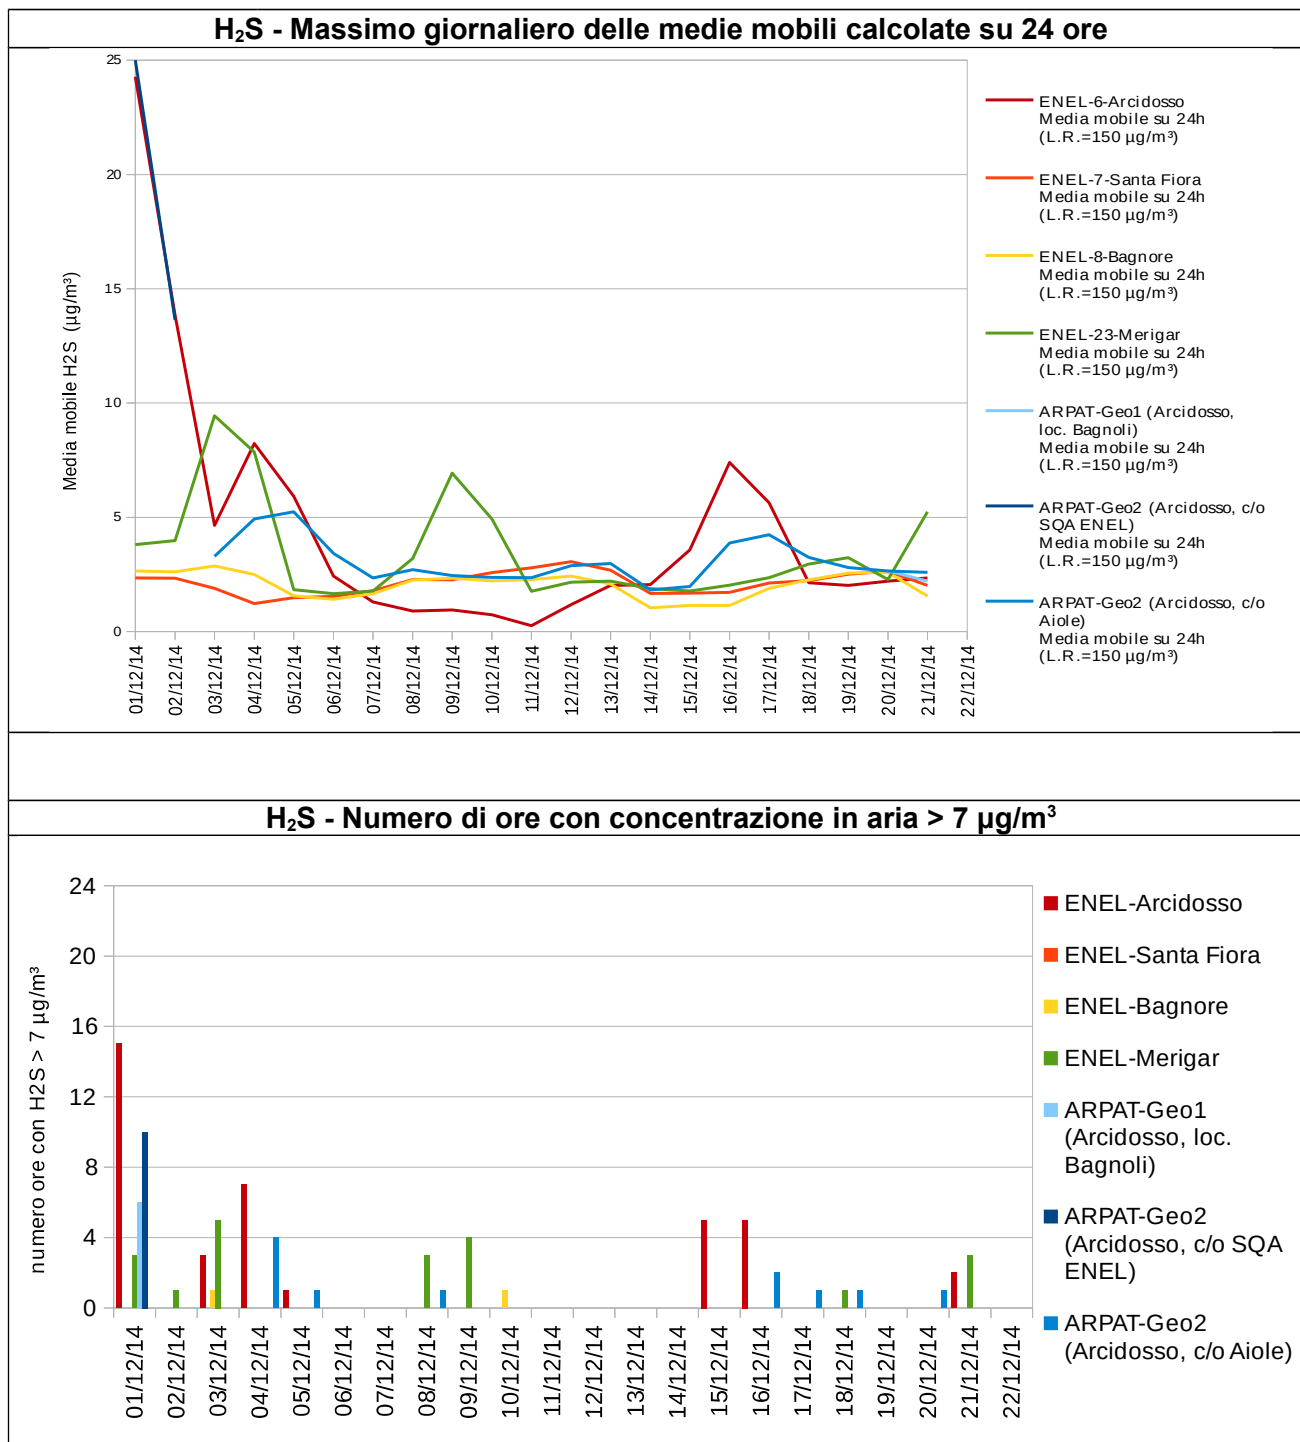 H₂S - Massimo giornaliero delle medie mobili calcolate su 24 ore
25
20
15
10
5
0
Media mobile H2S (µg/m³)
01/12/14
02/12/14
03/12/14
04/12/14
05/12/14
06/12/14
07/12/14
08/12/14
09/12/14
10/12/14
11/12/14
12/12/14
13/12/14
14/12/14
15/12/14
16/12/14
17/12/14
18/12/14
19/12/14
20/12/14
21/12/14
22/12/14
ENEL-6-Arcidosso
Media mobile su 24h
(L.R.=150 µg/m³)
ENEL-7-Santa Fiora
Media mobile su 24h
(L.R.=150 µg/m³)
ENEL-8-Bagnore
Media mobile su 24h
(L.R.=150 µg/m³)
ENEL-23-Merigar
Media mobile su 24h
(L.R.=150 µg/m³)
ARPAT-Geo1 (Arcidosso,
loc. Bagnoli)
Media mobile su 24h
(L.R.=150 µg/m³)
ARPAT-Geo2 (Arcidosso, c/o
SQA ENEL)
Media mobile su 24h
(L.R.=150 µg/m³)
ARPAT-Geo2 (Arcidosso, c/o
Aiole)
Media mobile su 24h
(L.R.=150 µg/m³)
H₂S - Numero di ore con concentrazione in aria > 7 µg/m³
24
20
16
12
8
4
0
numero ore con H2S > 7 µg/m³
01/12/14
02/12/14
03/12/14
04/12/14
05/12/14
06/12/14
07/12/14
08/12/14
09/12/14
10/12/14
11/12/14
12/12/14
13/12/14
14/12/14
15/12/14
16/12/14
17/12/14
18/12/14
19/12/14
20/12/14
21/12/14
22/12/14
ENEL-Arcidosso
ENEL-Santa Fiora
ENEL-Bagnore
ENEL-Merigar
ARPAT-Geo1
(Arcidosso, loc.
Bagnoli)
ARPAT-Geo2
(Arcidosso, c/o SQA
ENEL)
ARPAT-Geo2
(Arcidosso, c/o Aiole)